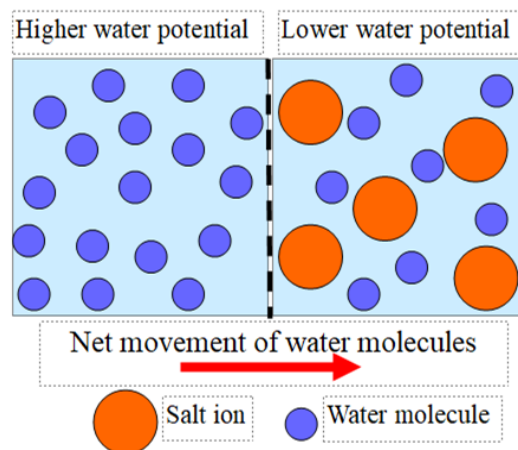 Higher water potential
Lower water potential
Net movement of water molecules
Salt ion
Water molecule